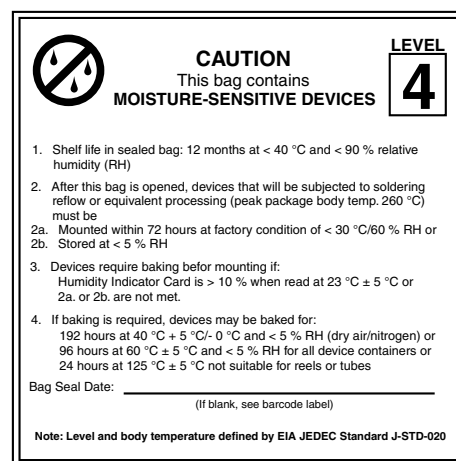 LEVEL
CAUTION
4
This bag contains
MOISTURE-SENSITIVE DEVICES
1. Shelf life in sealed bag: 12 months at < 40 °C and < 90 % relative
humidity (RH)
2. After this bag is opened, devices that will be subjected to soldering
reflow or equivalent processing (peak package body temp. 260 °C)
must be
2a. Mounted within 72 hours at factory condition of < 30 °C/60 % RH or
2b. Stored at < 5 % RH
3. Devices require baking befor mounting if:
Humidity Indicator Card is > 10 % when read at 23 °C ± 5 °C or
2a. or 2b. are not met.
4. If baking is required, devices may be baked for:
192 hours at 40 °C + 5 °C/- 0 °C and < 5 % RH (dry air/nitrogen) or
96 hours at 60 °C ± 5 °C and < 5 % RH for all device containers or
24 hours at 125 °C ± 5 °C not suitable for reels or tubes
Bag Seal Date:
(If blank, see barcode label)
Note: Level and body temperature defined by EIA JEDEC Standard J-STD-020